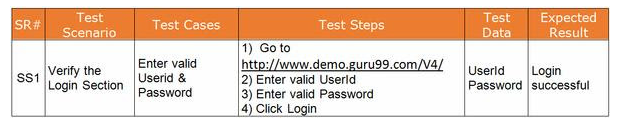 SR# Test Scenario Test Cases Test Steps Test Data Expected Result
SS1
Verify the
Login Section
Enter valid
Userid &
Password
1) Go to
http://www.demo.guru99.com/V4/
2) Enter valid UserId
3) Enter valid Password
4) Click Login
UserId
Password
Login
successful